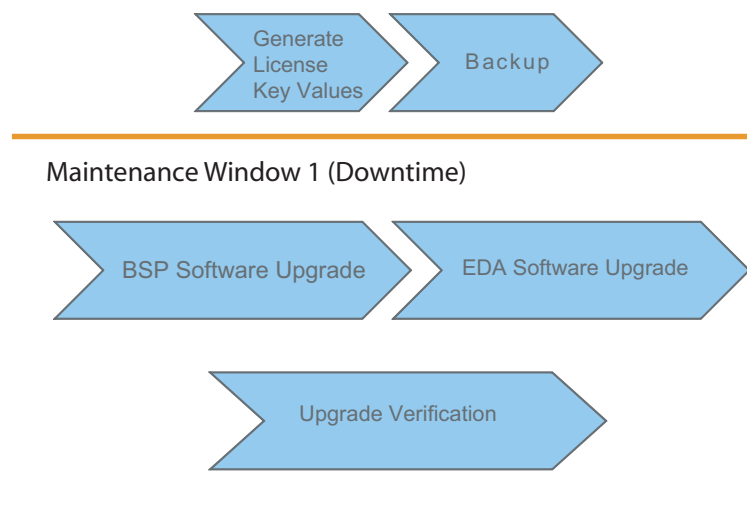 Generate
License
Key Values
Backup
Maintenance Window 1 (Downtime)
BSP Software Upgrade
EDA Software Upgrade
Upgrade Verification